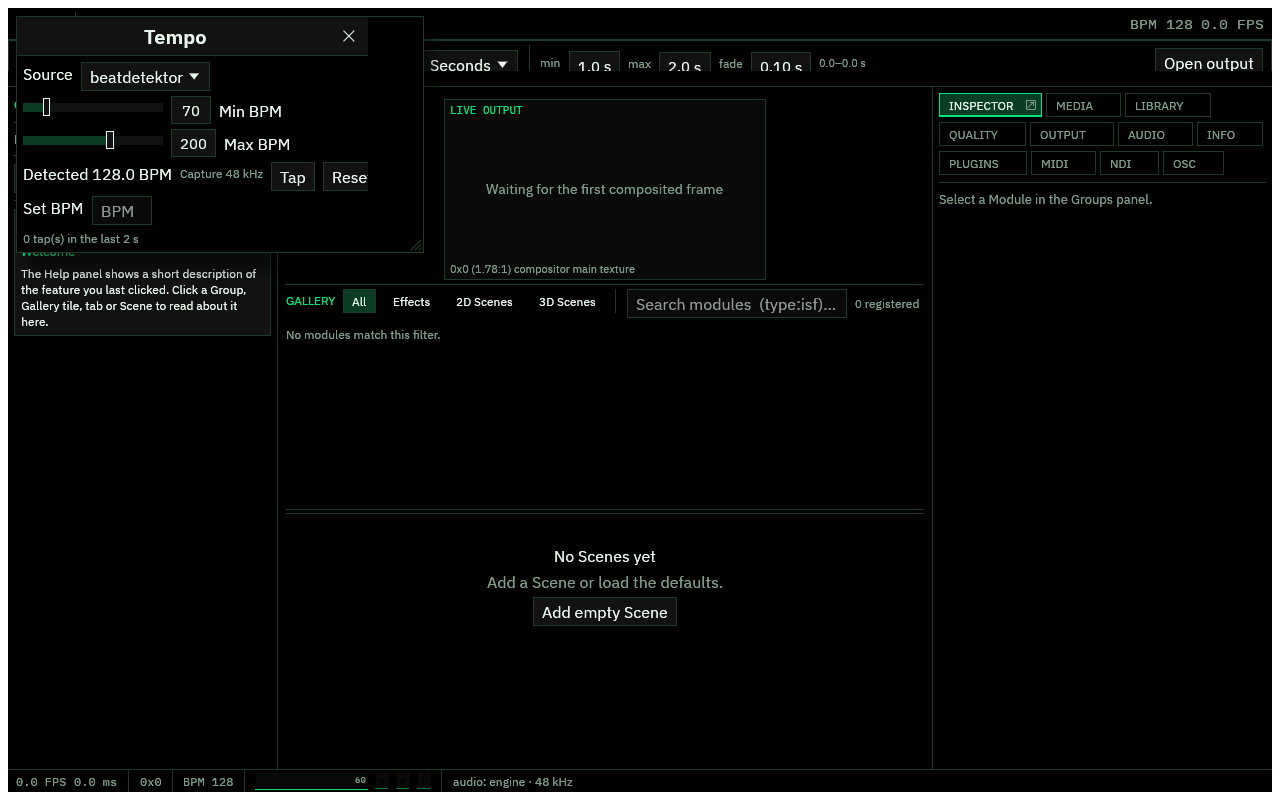 BPM 128 0.0 FPS
Tempo
Source beatdetektor
70 Min BPM
200 Max BPM
Detected 128.0 BPM Capture 48 kHz Tap
Set BPM BPM
0 tap(s) in the last 2 s
Seconds min 1.0 s max 2.0 s fade 0.10 s 0.0–0.0 s Open output
Welcome
The Help panel shows a short description of
the feature you last clicked. Click a Group,
Gallery tile, tab or Scene to read about it
here.
LIVE OUTPUT
Waiting for the first composited frame
0x0 (1.78:1) compositor main texture
GALLERY All Effects 2D Scenes 3D Scenes Search modules (type:isf)... 0 registered
No modules match this filter.
No Scenes yet
Add a Scene or load the defaults.
Add empty Scene
INSPECTOR MEDIA LIBRARY
QUALITY OUTPUT AUDIO INFO
PLUGINS MIDI NDI OSC
Select a Module in the Groups panel.
0.0 FPS 0.0 ms 0x0 BPM 128 60 audio: engine · 48 kHz